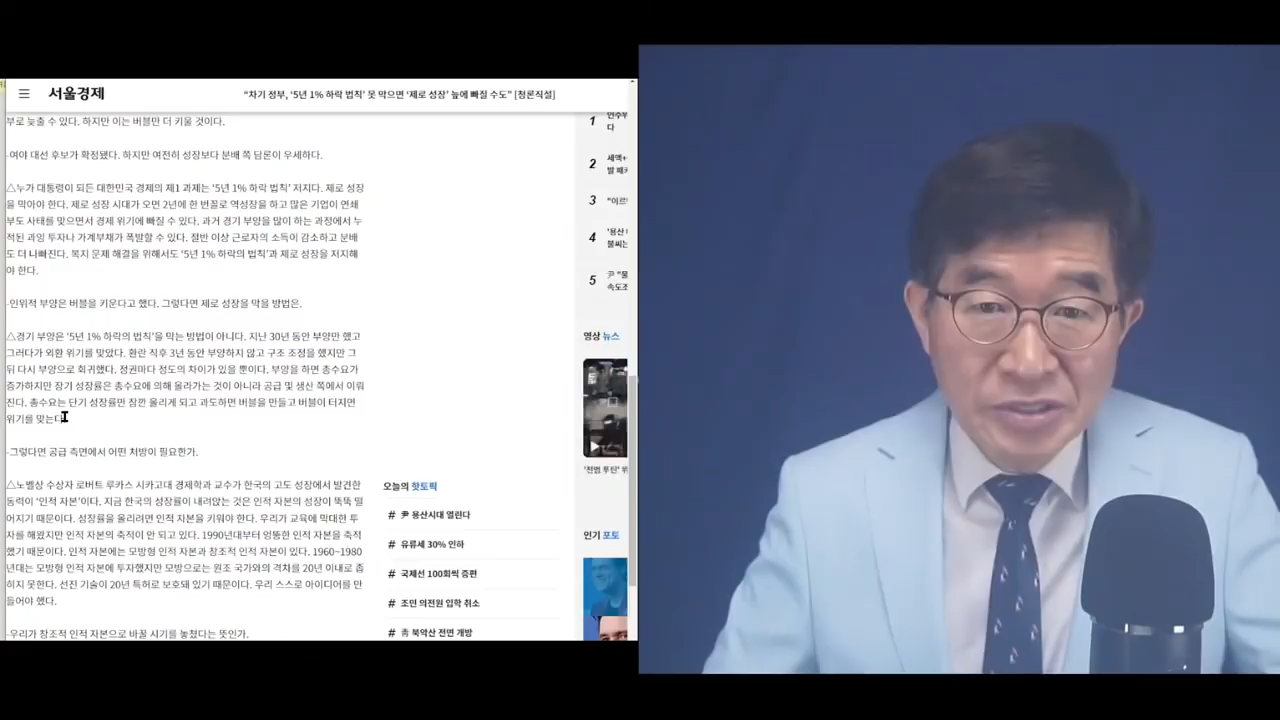 서울경제
“차기 정부, ‘5년 1% 하락 법칙’ 못 막으면 ‘제로 성장’ 늪에 빠질 수도” [청론직설]
부로 늦출 수 있다. 하지만 이는 버블만 더 키울 것이다.
-여야 대선 후보가 확정됐다. 하지만 여전히 성장보다 분배 쪽 담론이 우세하다.
△누가 대통령이 되든 대한민국 경제의 제1 과제는 ‘5년 1% 하락 법칙’ 저지다. 제로 성장
을 막아야 한다. 제로 성장 시대가 오면 2년에 한 번꼴로 역성장을 하고 많은 기업이 연쇄
부도 사태를 맞으면서 경제 위기에 빠질 수 있다. 과거 경기 부양을 많이 하는 과정에서 누
적된 과잉 투자나 가계부채가 폭발할 수 있다. 절반 이상 근로자의 소득이 감소하고 분배
도 더 나빠진다. 복지 문제 해결을 위해서도 ‘5년 1% 하락의 법칙’과 제로 성장을 저지해
야 한다.
-인위적 부양은 버블을 키운다고 했다. 그렇다면 제로 성장을 막을 방법은.
△경기 부양은 ‘5년 1% 하락의 법칙’을 막는 방법이 아니다. 지난 30년 동안 부양만 했고
그러다가 외환 위기를 맞았다. 환란 직후 3년 동안 부양하지 않고 구조 조정을 했지만 그
뒤 다시 부양으로 회귀했다. 정권마다 정도의 차이가 있을 뿐이다. 부양을 하면 총수요가
증가하지만 장기 성장률은 총수요에 의해 올라가는 것이 아니라 공급 및 생산 쪽에서 이뤄
진다. 총수요는 단기 성장률만 잠깐 올리게 되고 과도하면 버블을 만들고 버블이 터지면
위기를 맞는다
-그렇다면 공급 측면에서 어떤 처방이 필요한가.
△노벨상 수상자 로버트 루카스 시카고대 경제학과 교수가 한국의 고도 성장에서 발견한
동력이 ‘인적 자본’이다. 지금 한국의 성장률이 내려앉는 것은 인적 자본의 성장이 뚝뚝 떨
어지기 때문이다. 성장률을 올리려면 인적 자본을 키워야 한다. 우리가 교육에 막대한 투
자를 해왔지만 인적 자본의 축적이 안 되고 있다. 1990년대부터 엉뚱한 인적 자본을 축적
했기 때문이다. 인적 자본에는 모방형 인적 자본과 창조적 인적 자본이 있다. 1960~1980
년대는 모방형 인적 자본에 투자했지만 모방으로는 원조 국가와의 격차를 20년 이내로 좁
히지 못한다. 선진 기술이 20년 특허로 보호돼 있기 때문이다. 우리 스스로 아이디어를 만
들어야 했다.
-우리가 창조적 인적 자본으로 바꿀 시기를 놓쳤다는 뜻인가.
오늘의 핫토픽
# 尹 용산시대 열린다
# 유류세 30% 인하
# 국제선 100회씩 증편
# 조민 의전원 입학 취소
# 靑 북악산 전면 개방
1
다
2 세액+
발 패
3 “이르
4 ‘용산
불씨는
5 尹 “물
속도조
영상 뉴스
‘전범 푸틴’ 위
인기 포토